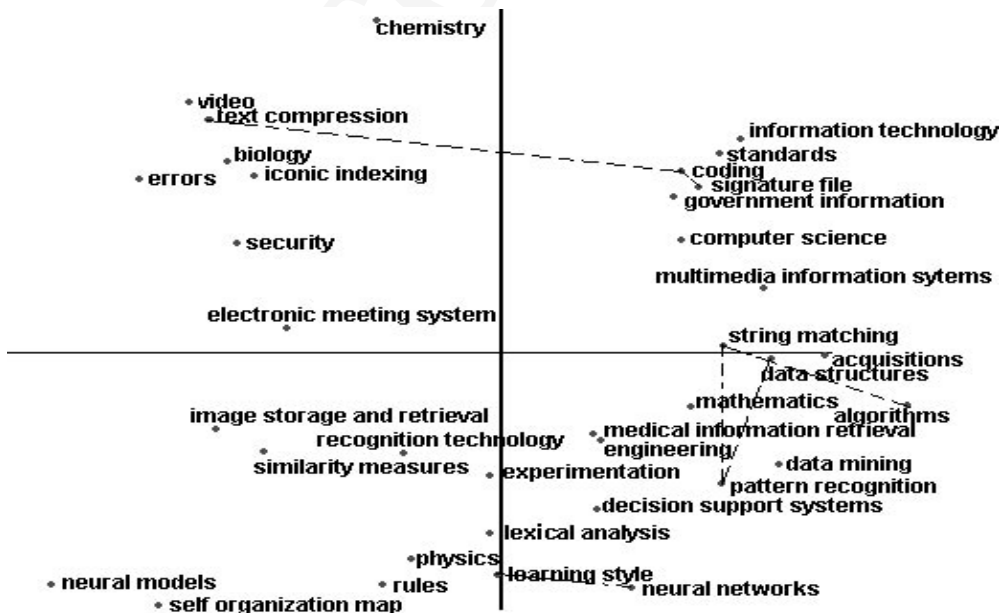 chemistry
video
text compression
information technology
standards
biology
coding
errors
iconic indexing
signature file
government information
security
computer science
multimedia information sytems
electronic meeting system
string matching
acquisitions
data structures
mathematics
algorithms
image storage and retrieval
medical information retrieval
recognition technology
engineering
similarity measures
data mining
experimentation
pattern recognition
decision support systems
lexical analysis
physics
learning style
neural models
rules
neural networks
self organization map